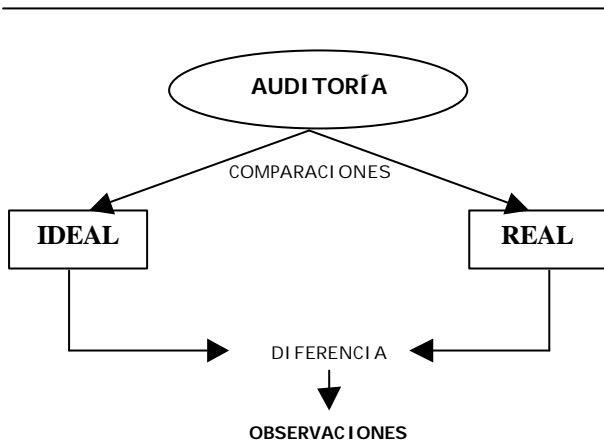 AUDITORÍA
COMPARACIONES
IDEAL
REAL
DIFERENCIA
OBSERVACIONES